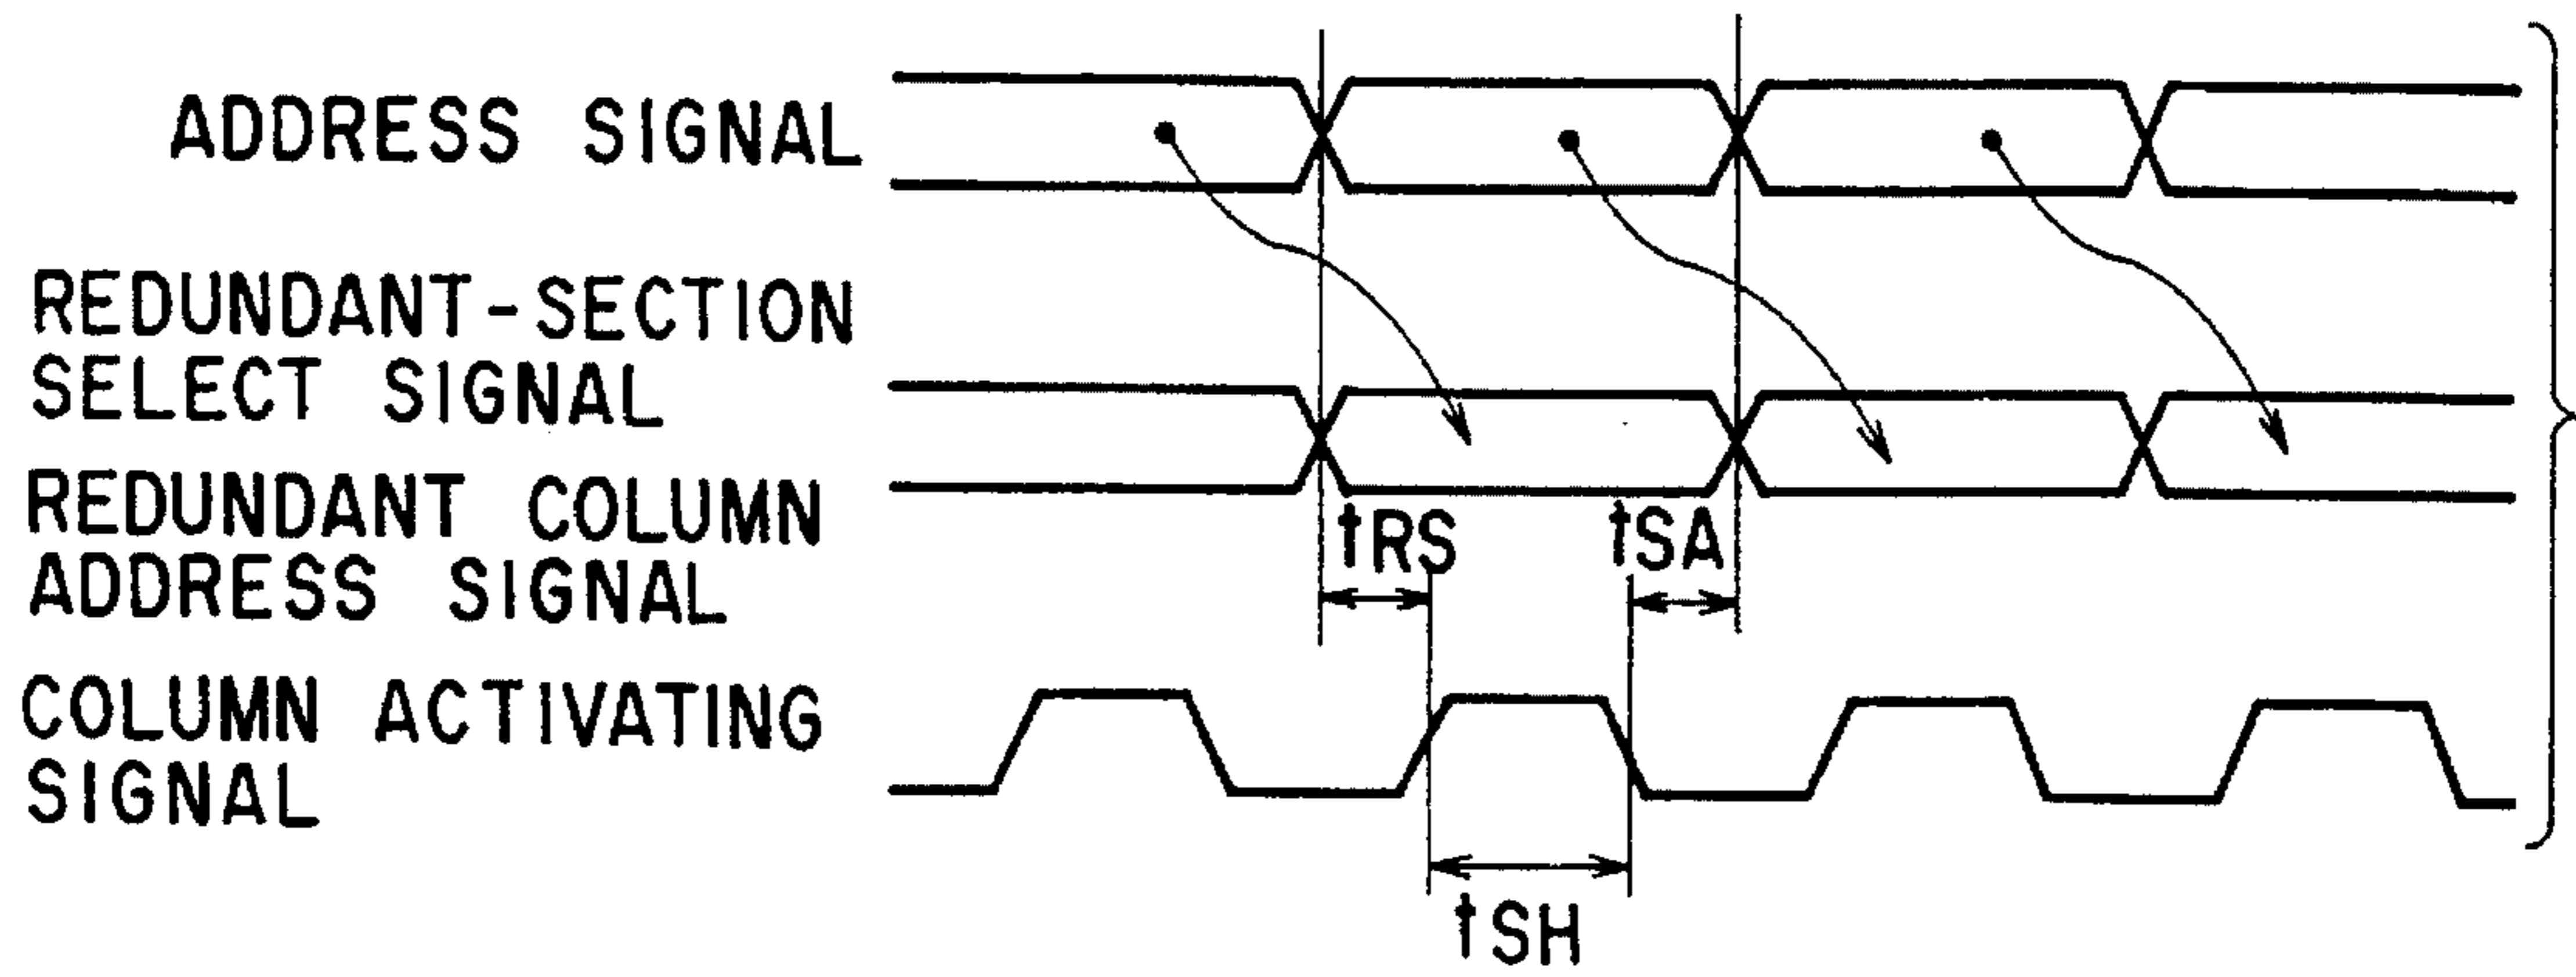 ADDRESS SIGNAL
REDUNDANT-SECTION
SELECT SIGNAL
REDUNDANT COLUMN
ADDRESS SIGNAL
tRS
tSA
COLUMN ACTIVATING
SIGNAL
tSH